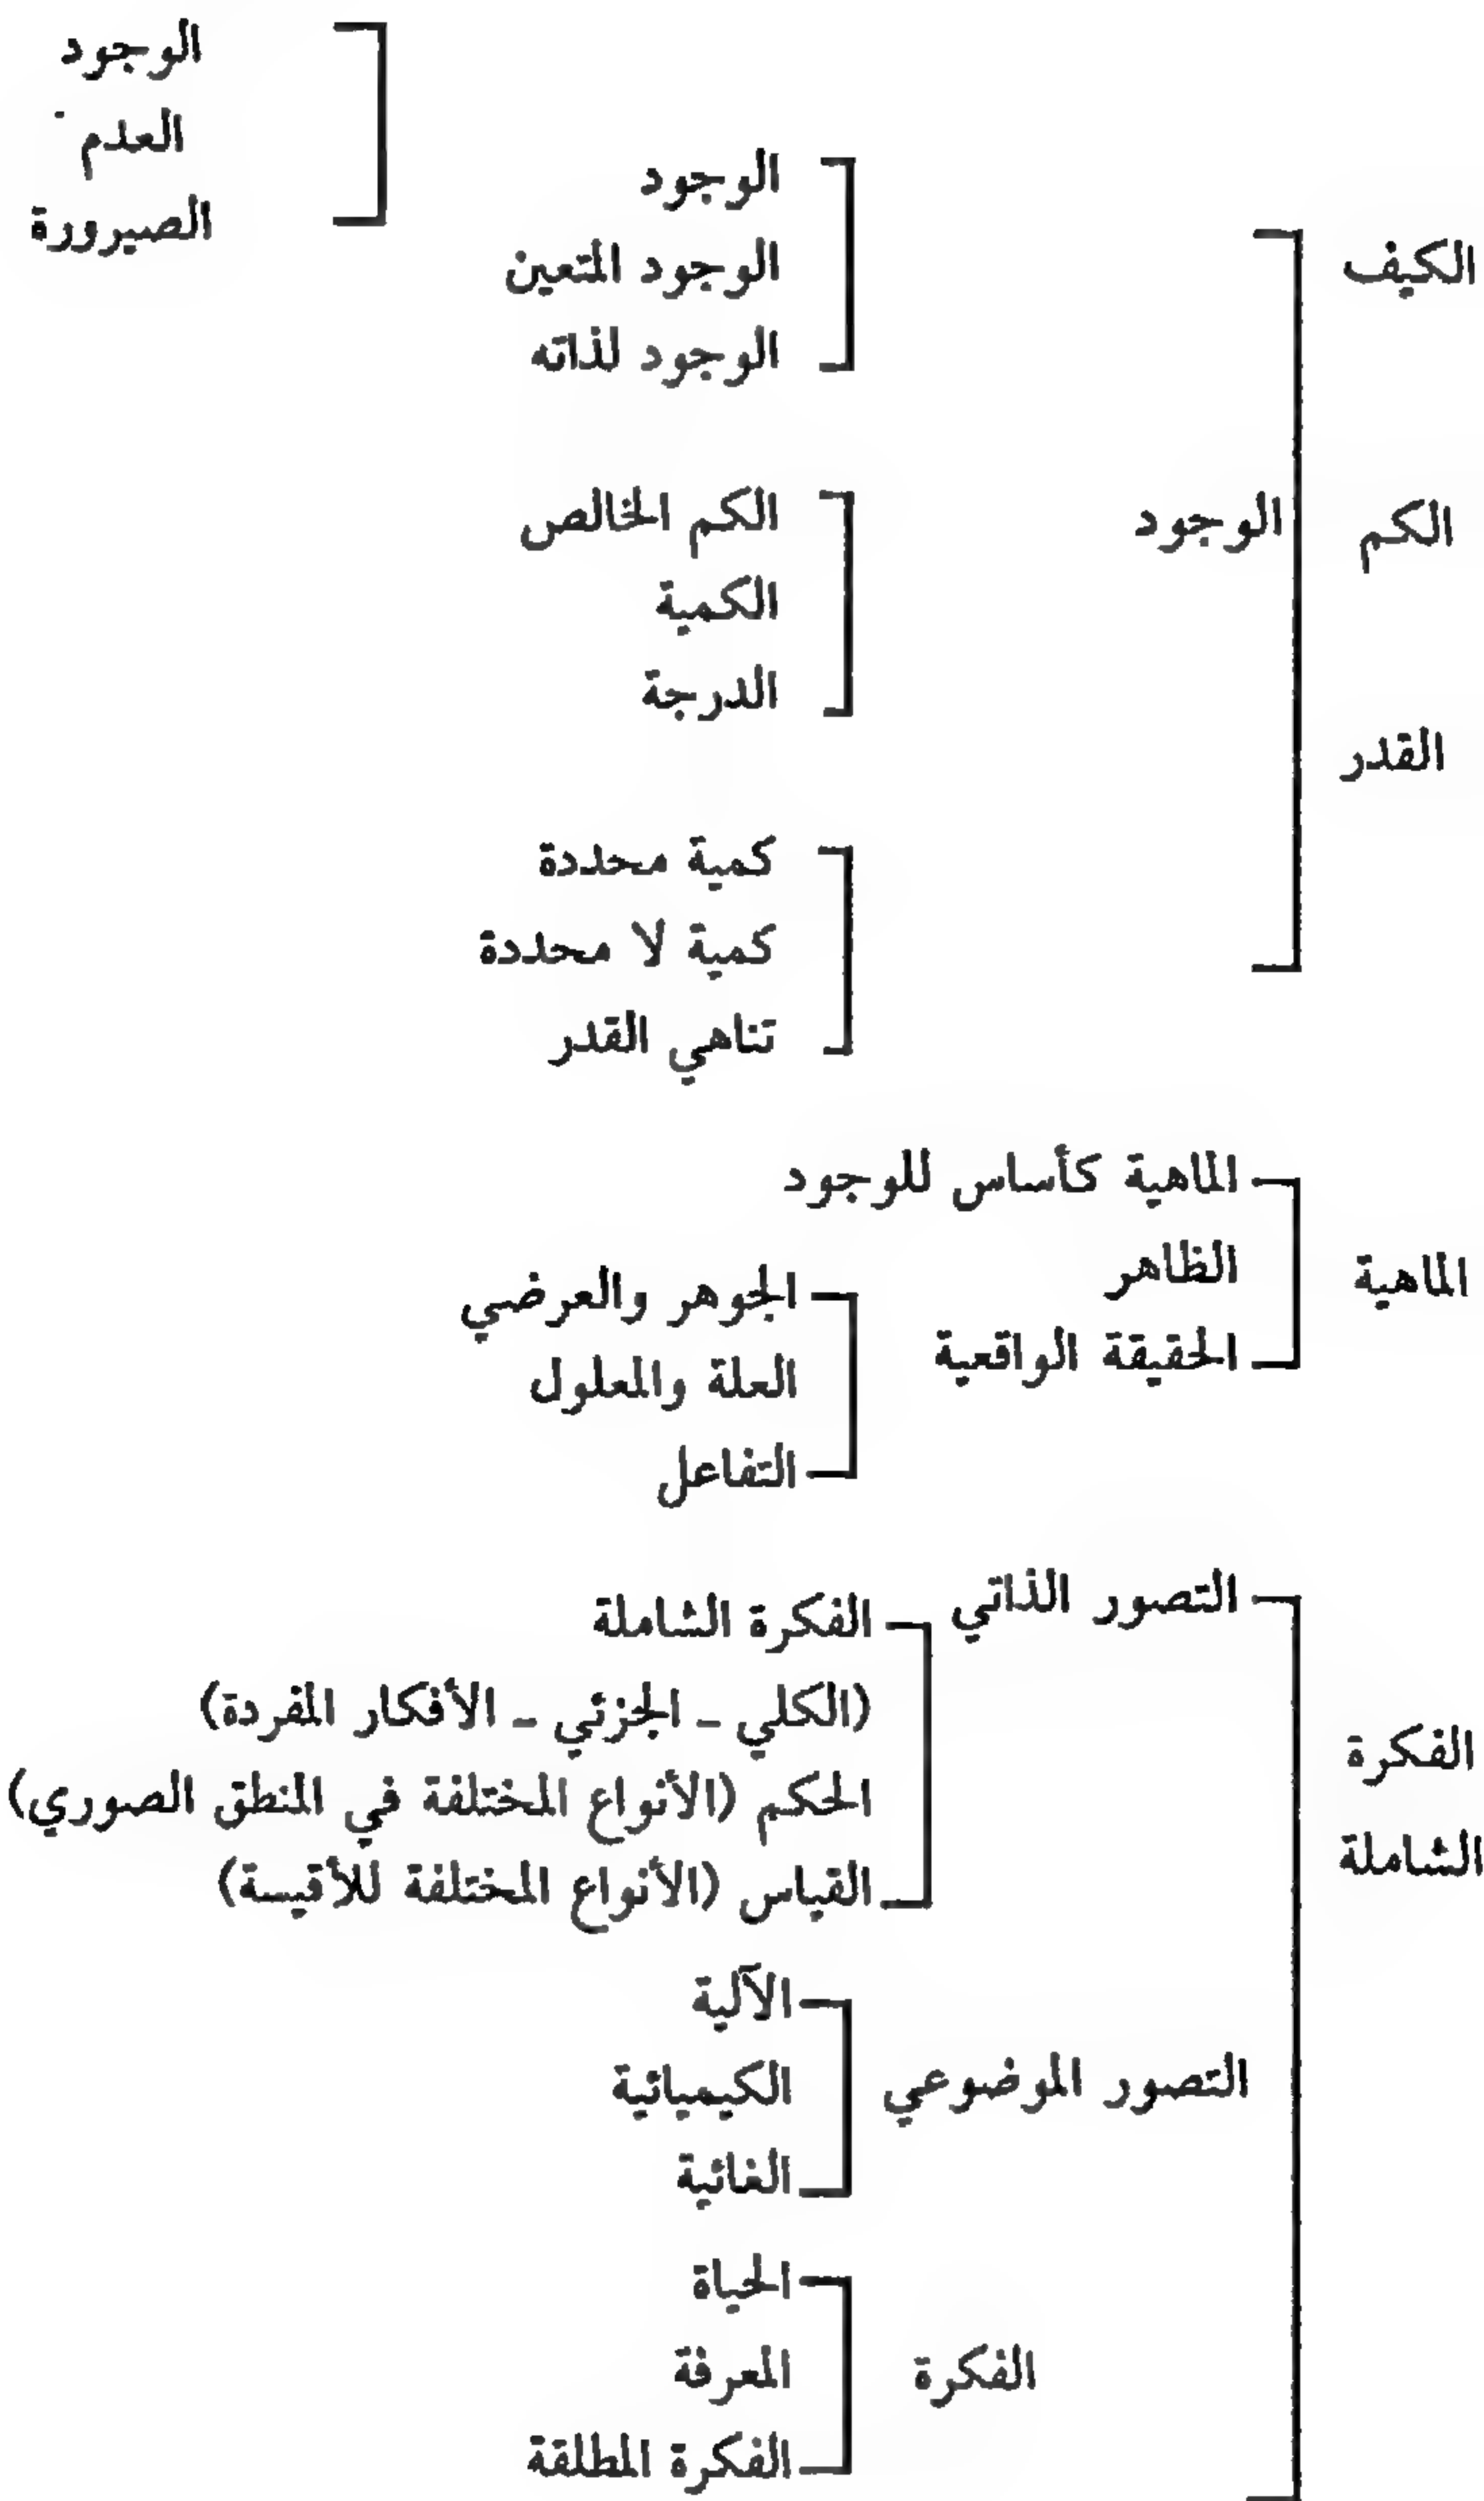 الوجود
العدم
الصيرورة
الكيف
الوجود
الوجود المتعين
الوجود لذاته
الوجود
الكم
الكم الخالص
الكمية
الدرجة
القدر
كمية محددة
كمية لا محددة
تناهي القدر
الماهية
الماهية كأساس للوجود
الظاهر
الحقيقة الواقعية
الجوهر والعرضي
العلة والمعلول
التفاعل
الفكرة
الشاملة
التصور الذاتي
الفكرة الشاملة
(الكلي - الجزئي - الأفكار المفردة)
الحكم (الأنواع المختلفة في المنطق الصوري)
القياس (الأنواع المختلفة للأقيسة)
التصور الموضوعي
الآلية
الكيميائية
الغائية
الفكرة
الحياة
المعرفة
الفكرة المطلقة